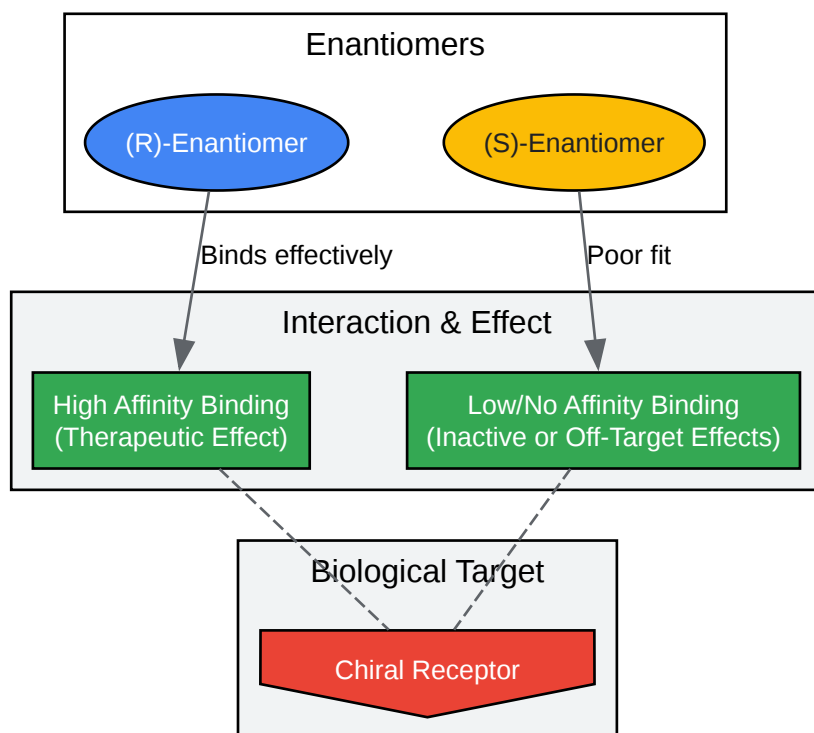 Enantiomers
(R)-Enantiomer
(S)-Enantiomer
Binds effectively
Poor fit
Interaction & Effect
High Affinity Binding
(Therapeutic Effect)
Low/No Affinity Binding
(Inactive or Off-Target Effects)
Biological Target
Chiral Receptor